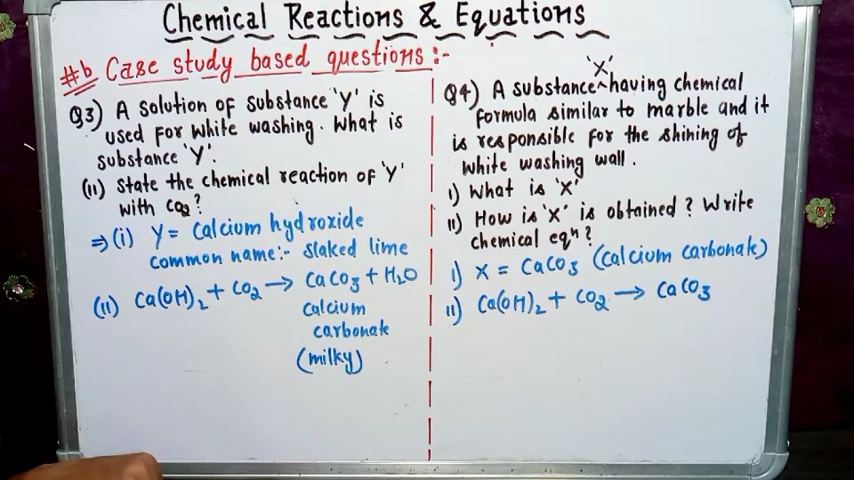 Chemical Reactions & Equations
#6 Case study based questions:-
Q3) A solution of substance 'Y' is
used for white washing. What is
substance 'Y'.
(ii) State the chemical reaction of 'Y'
with CO2?
⇒(i) Y = Calcium hydroxide
common name:- Slaked lime
(ii) Ca(OH)2 + CO2 → CaCO3 + H2O
Calcium
carbonate
(milky)
'X'
Q4) A substance ^ having chemical
formula similar to marble and it
is responsible for the shining of
white washing wall.
i) What is 'X'
ii) How is 'X' is obtained? Write
chemical eqn?
i) X = CaCO3 (Calcium carbonate)
ii) Ca(OH)2 + CO2 → CaCO3